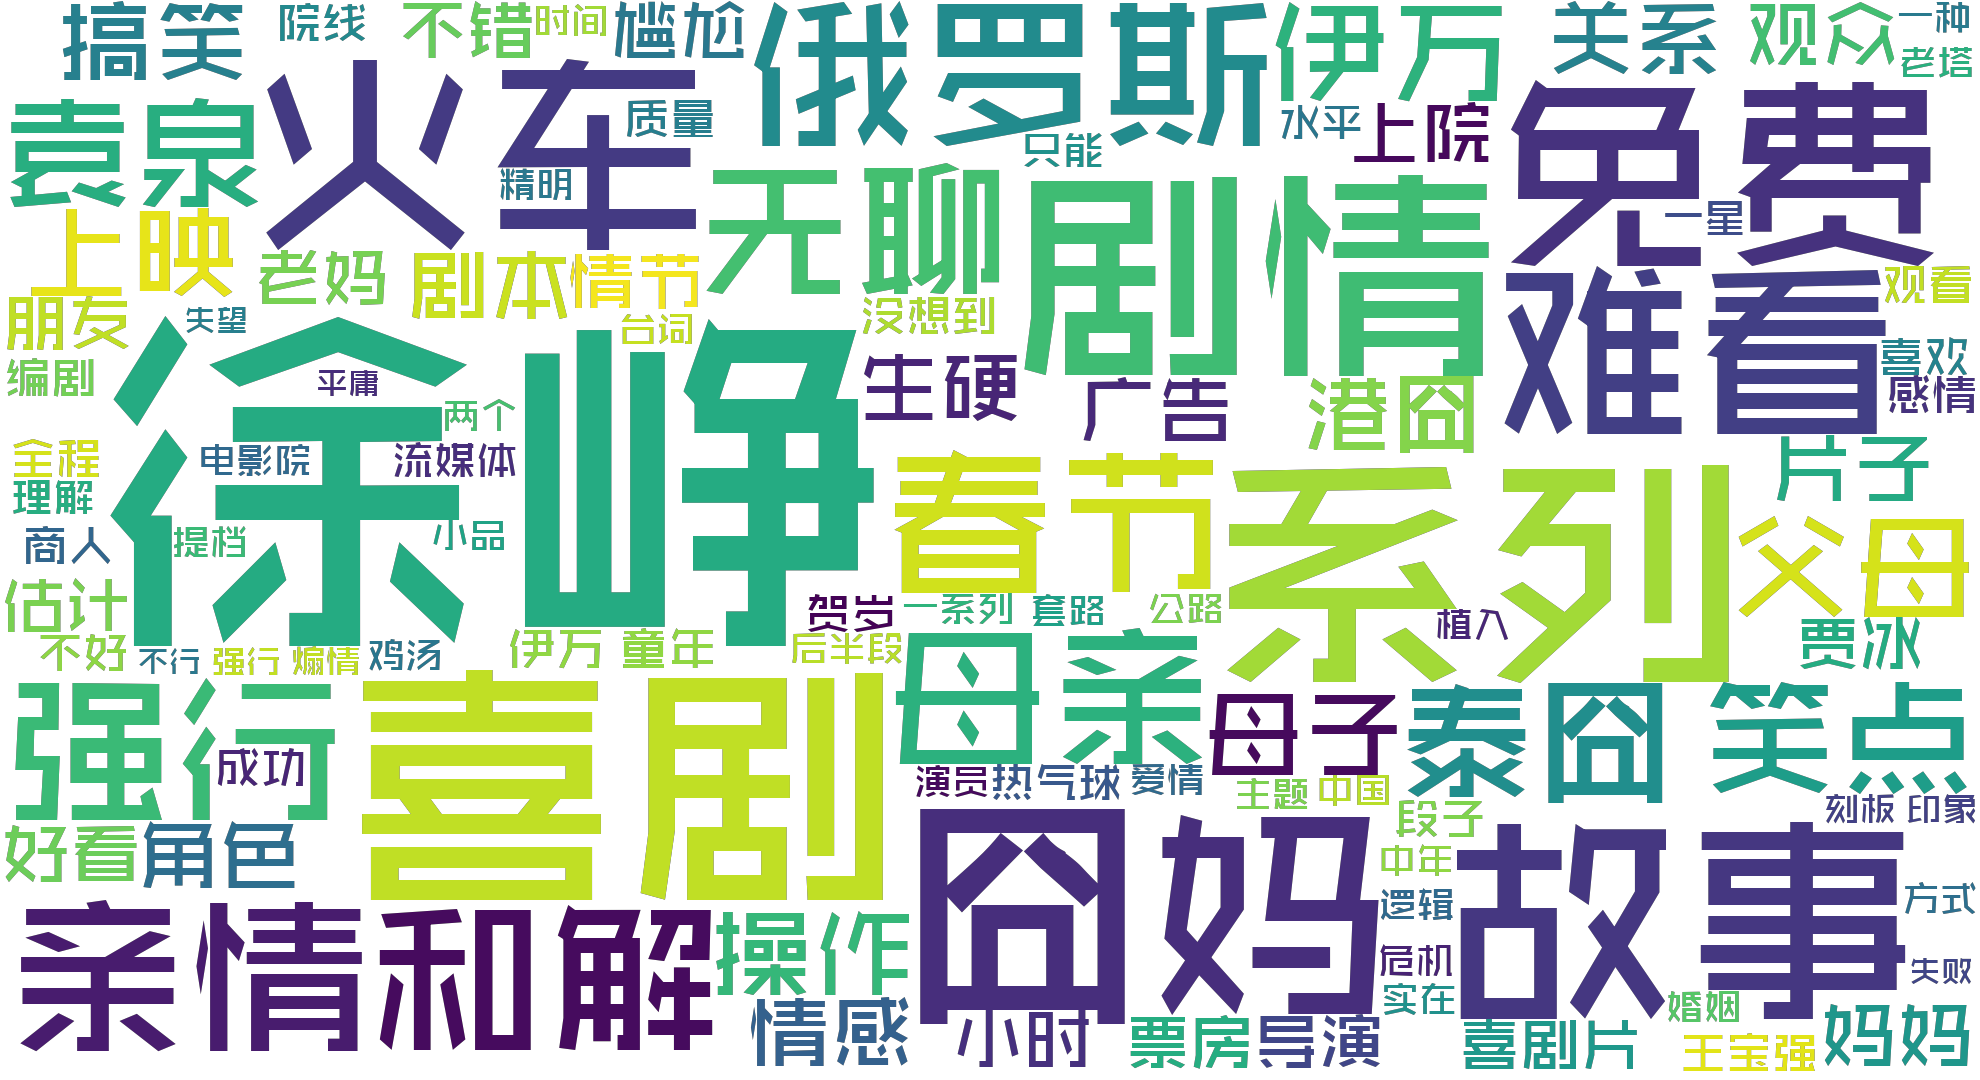 搞笑
院线
不错
时间
尴尬
俄罗斯
伊万
关系
观众
一种
老塔
袁泉
火车
质量
水平
上院
免费
只能
精明
无聊
剧情
一星
上映
老妈
剧本
情节
难看
观看
朋友
失望
台词
没想到
喜欢
编剧
徐峥
平庸
生硬
广告
港囧
感情
两个
全程
电影院
流媒体
春节
系列
片子
理解
商人
提档
小品
父母
估计
贺岁
一系列
套路
公路
植入
贾冰
不好
不行
强行
煽情
鸡汤
伊万
童年
后半段
母亲
强行
喜剧
母子
泰囧
笑点
成功
演员
热气球
爱情
主题
中国
刻板
印象
好看
角色
囧妈
段子
故事
中年
逻辑
方式
亲情
和解
操作
危机
失败
实在
婚姻
情感
小时
票房
导演
喜剧片
王宝强
妈妈